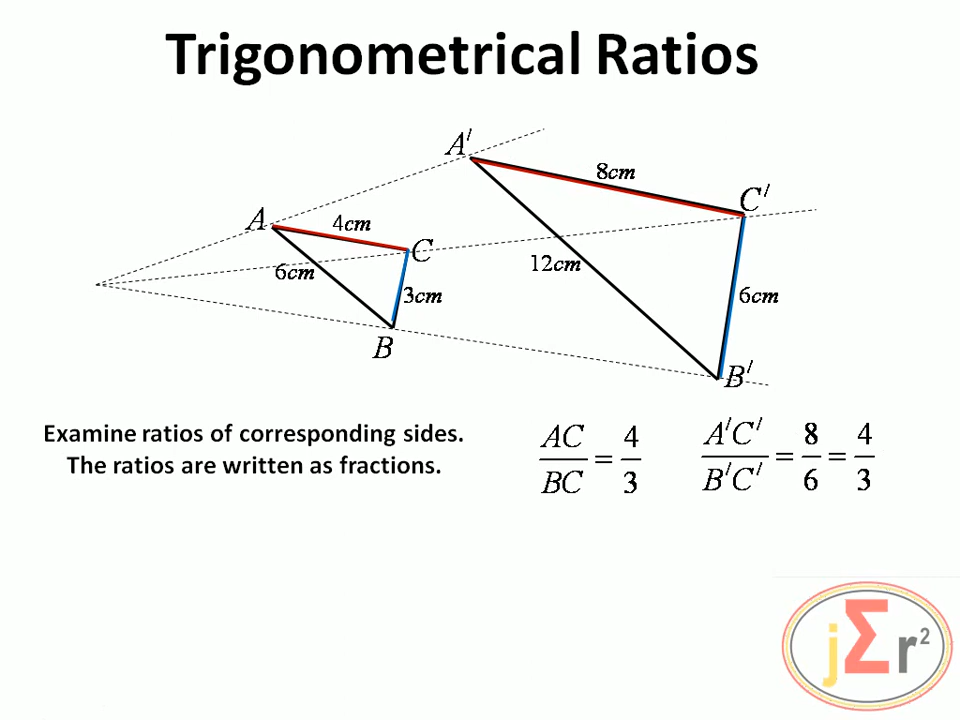 Trigonometrical Ratios
A′
8cm
C′
A
4cm
C
6cm
12cm
3cm
6cm
B
B′
Examine ratios of corresponding sides.
The ratios are written as fractions.
AC/BC = 4/3
A′C′/B′C′ = 8/6 = 4/3
jΣr²